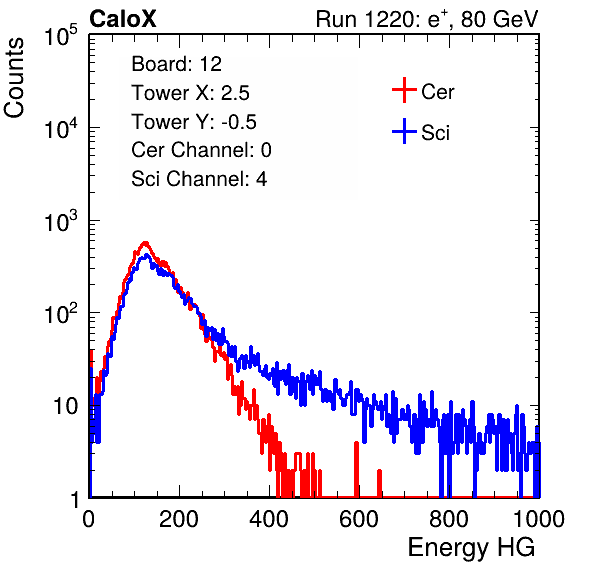 CaloX Run 1220: e⁺, 80 GeV
Counts
10⁵
10⁴
10³
10²
10
1
Board: 12
Tower X: 2.5
Tower Y: -0.5
Cer Channel: 0
Sci Channel: 4
Cer
Sci
0 200 400 600 800 1000
Energy HG